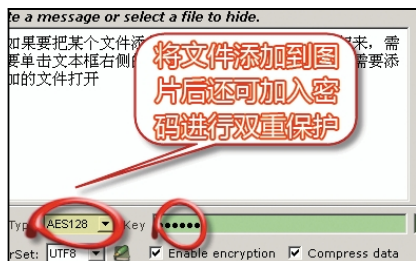 te a message or select a file to hide.
如果要把某个文件添 起来，需
要单击文本框右侧的 需要添
加的文件打开
将文件添加到图
片后还可加入密
码进行双重保护
Typ AES128 Key ••••••
rSet: UTF8 Enable encryption Compress data